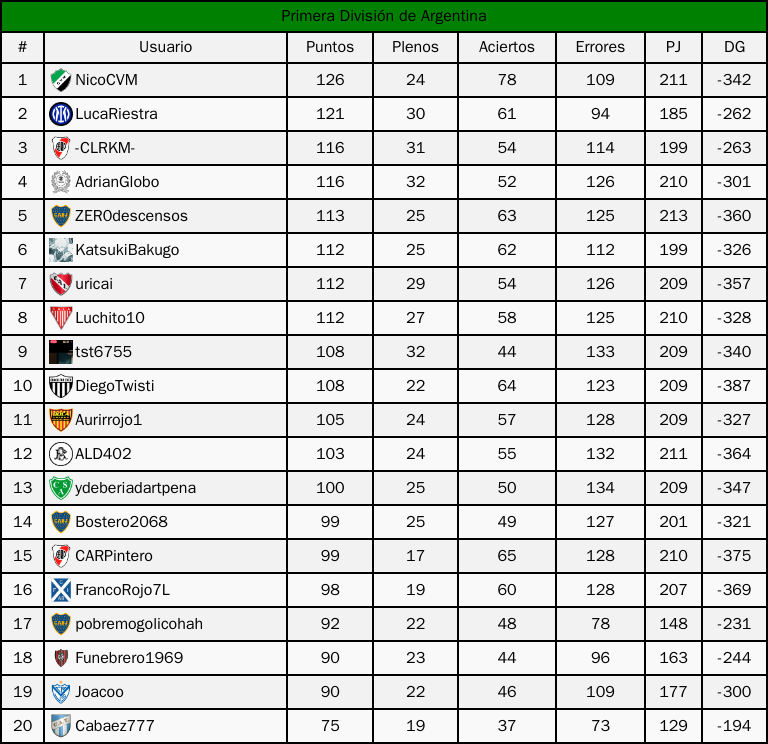 Primera División de Argentina
# Usuario Puntos Plenos Aciertos Errores PJ DG
1 NicoCVM 126 24 78 109 211 -342
2 LucaRiestra 121 30 61 94 185 -262
3 -CLRKM- 116 31 54 114 199 -263
4 AdrianGlobo 116 32 52 126 210 -301
5 ZER0descensos 113 25 63 125 213 -360
6 KatsukiBakugo 112 25 62 112 199 -326
7 uricai 112 29 54 126 209 -357
8 Luchito10 112 27 58 125 210 -328
9 tst6755 108 32 44 133 209 -340
10 DiegoTwisti 108 22 64 123 209 -387
11 Aurirrojo1 105 24 57 128 209 -327
12 ALD402 103 24 55 132 211 -364
13 ydeberiadartpena 100 25 50 134 209 -347
14 Bostero2068 99 25 49 127 201 -321
15 CARPintero 99 17 65 128 210 -375
16 FrancoRojo7L 98 19 60 128 207 -369
17 pobremogolicohah 92 22 48 78 148 -231
18 Funebrero1969 90 23 44 96 163 -244
19 Joacoo 90 22 46 109 177 -300
20 Cabaez777 75 19 37 73 129 -194